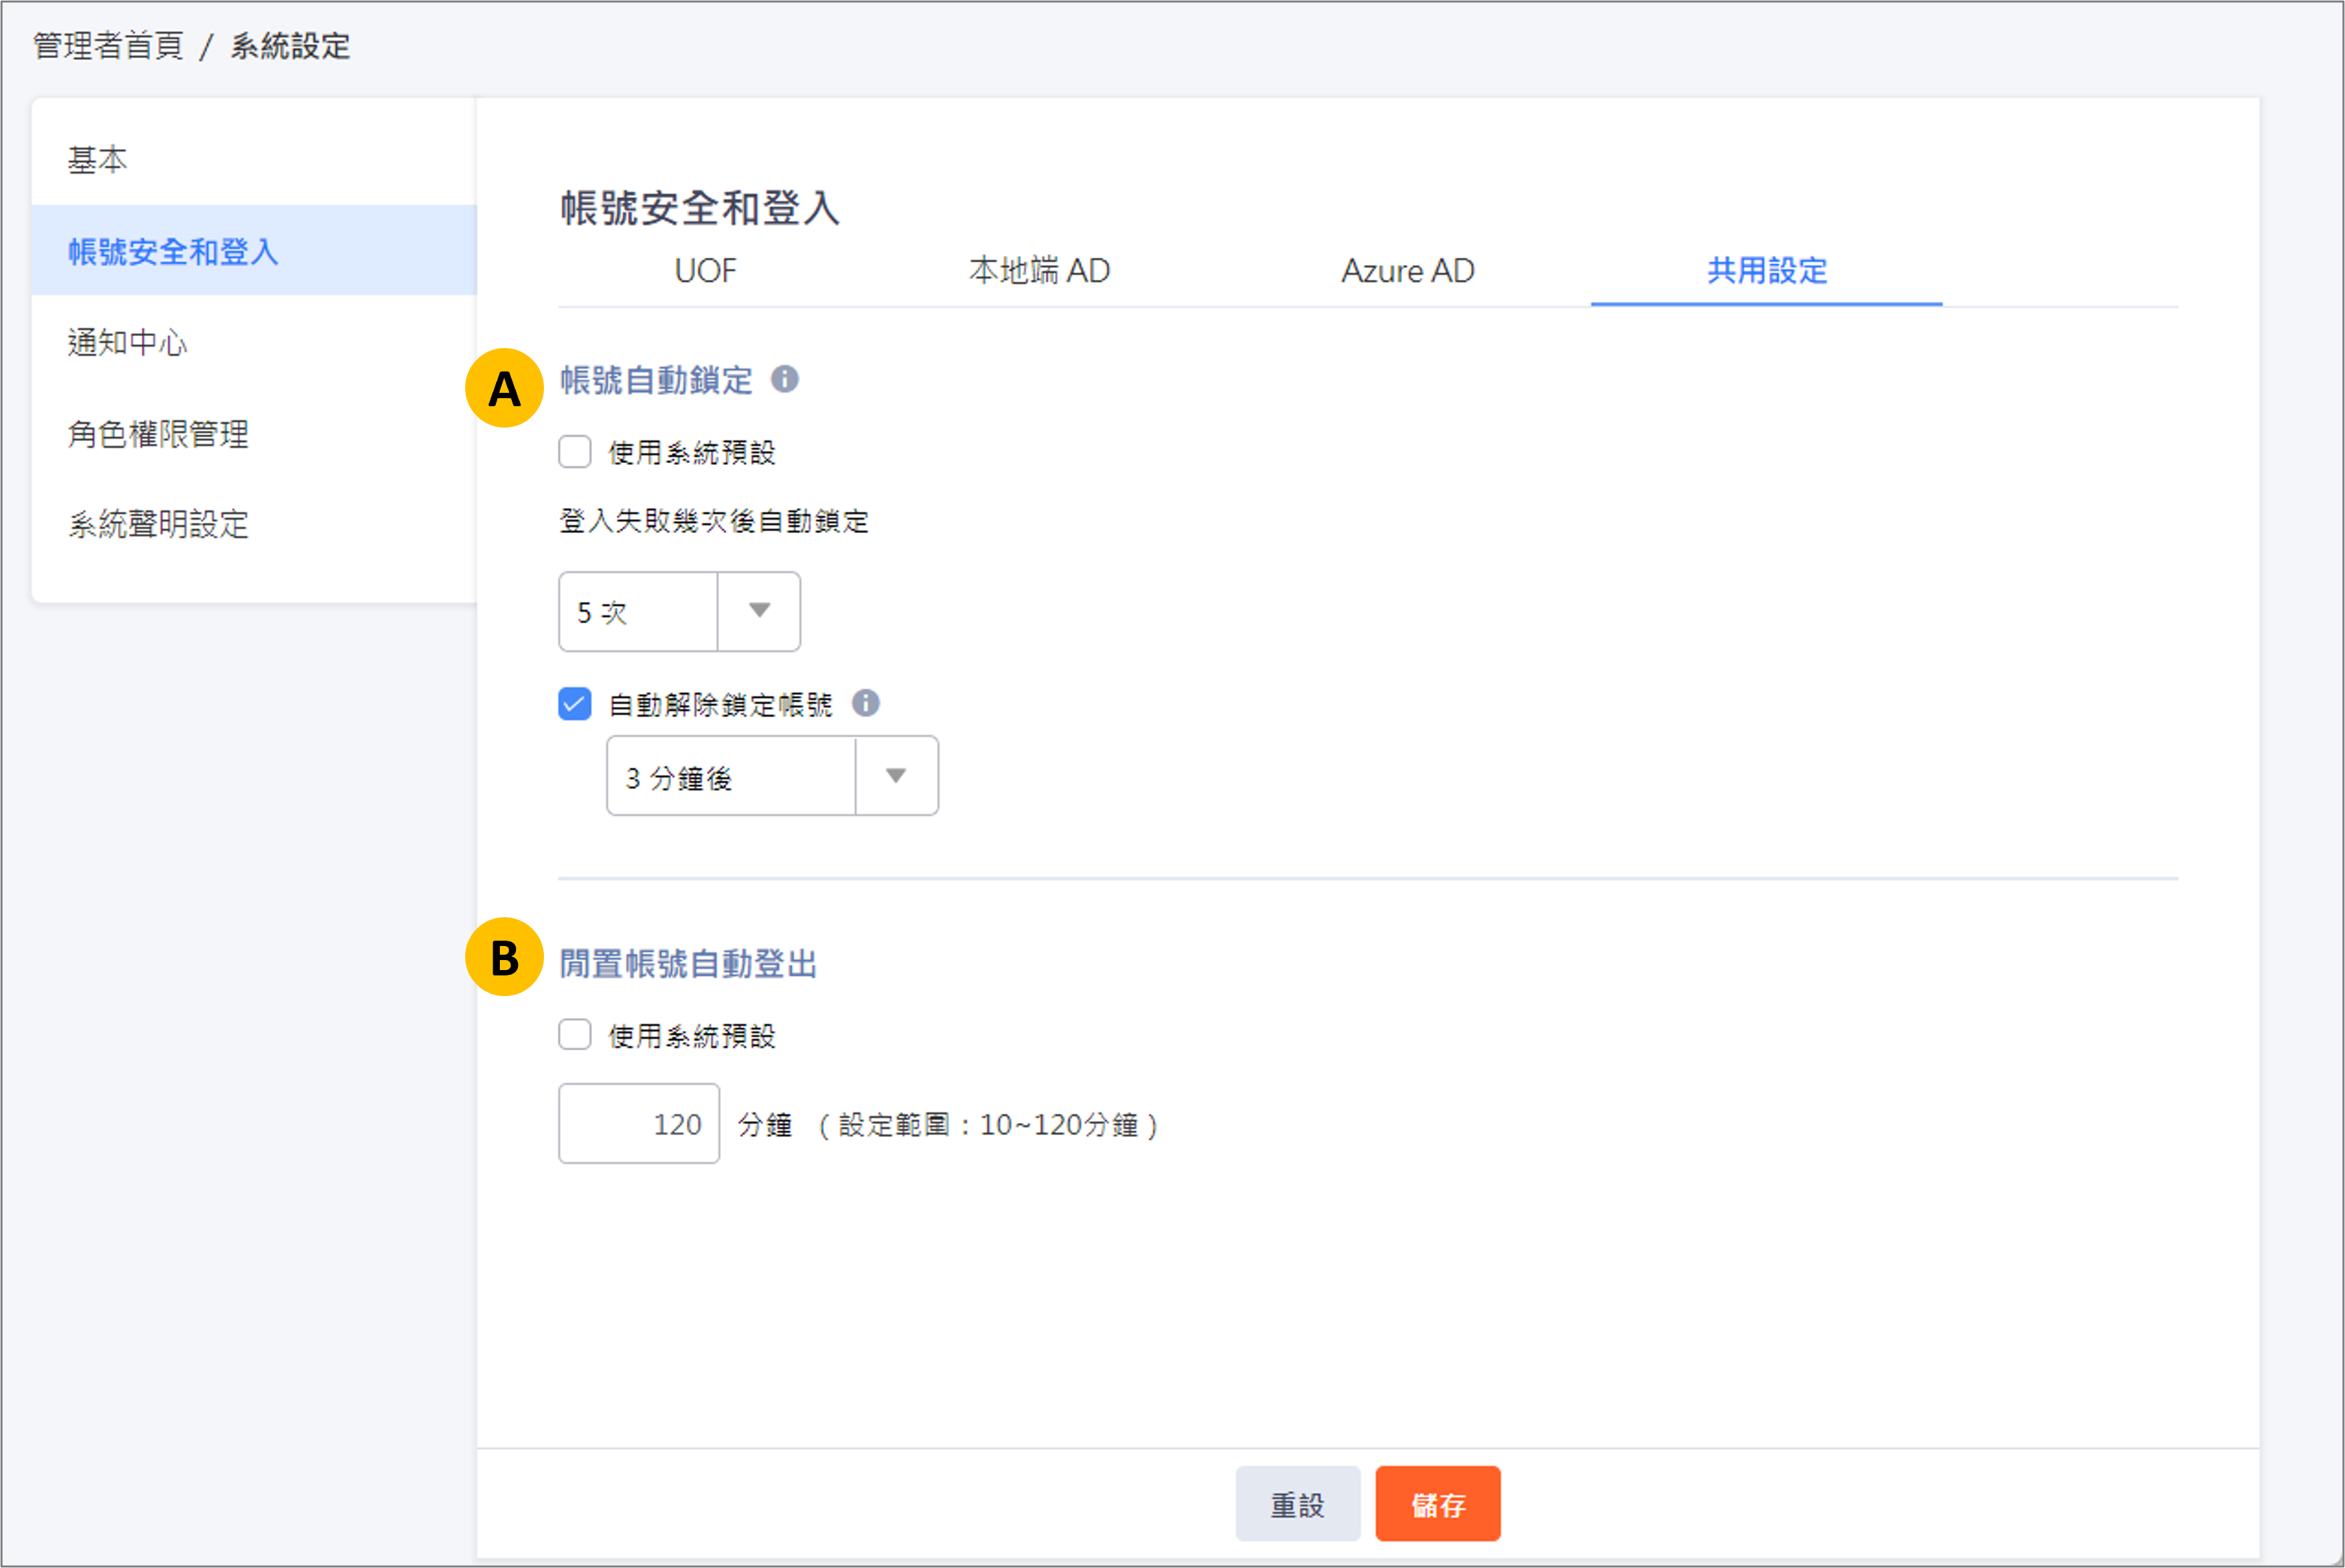 管理者首頁 / 系統設定
基本
帳號安全和登入
通知中心
角色權限管理
系統聲明設定
帳號安全和登入
UOF 本地端 AD Azure AD 共用設定
A 帳號自動鎖定
使用系統預設
登入失敗幾次後自動鎖定
5 次
自動解除鎖定帳號
3 分鐘後
B 閒置帳號自動登出
使用系統預設
120 分鐘 （設定範圍：10~120分鐘）
重設 儲存